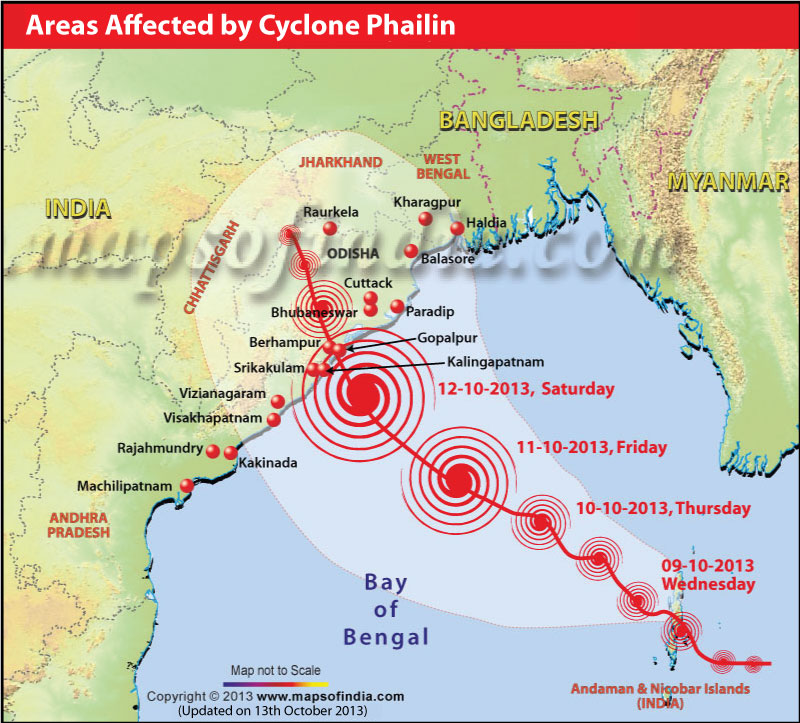 Areas Affected by Cyclone Phailin
BANGLADESH
JHARKHAND
WEST
BENGAL
MYANMAR
INDIA
Kharagpur
Raurkela
Haldia
mapsofindia.com
ODISHA
Balasore
CHHATTISGARH
Cuttack
Bhubaneswar
Paradip
Berhampur
Gopalpur
Srikakulam
Kalingapatnam
12-10-2013, Saturday
Vizianagaram
Visakhapatnam
11-10-2013, Friday
Rajahmundry
Kakinada
Machilipatnam
10-10-2013, Thursday
ANDHRA
PRADESH
09-10-2013
Wednesday
Bay
of
Bengal
Map not to Scale
Andaman & Nicobar Islands
(INDIA)
Copyright © 2013 www.mapsofindia.com
(Updated on 13th October 2013)